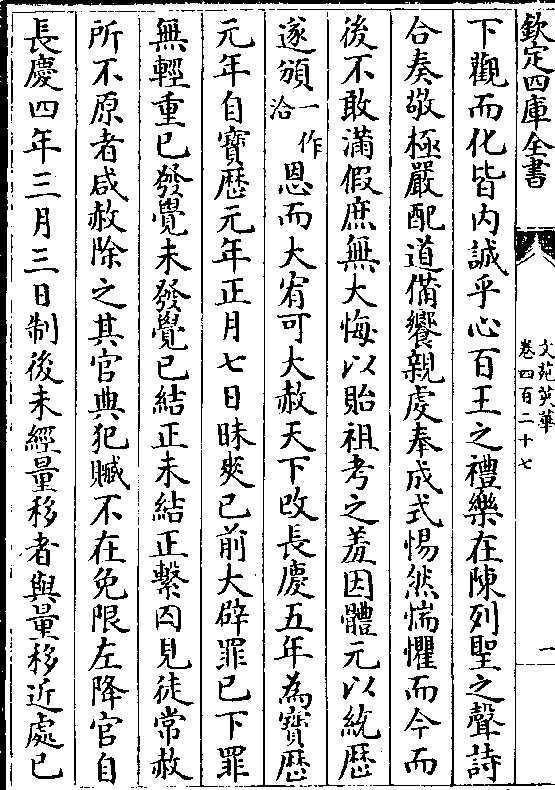 欽定四庫全書
文苑英華
卷四百二十七
一
下觀而化皆内誠乎心百王之禮樂在陳列聖之聲詩
合奏敬極嚴配道備饗親處奉成式惕然惴懼而今而
後不敢滿假庶無大悔以貽祖考之羞因體元以統歴
遂頒一作洽恩而大宥可大赦天下改長慶五年為寳歴
元年自寳歴元年正月七日昧爽已前大辟罪已下罪
無輕重已發覺未發覺已結正未結正繫囚見徒常赦
所不原者咸赦除之其官典犯贓不在免限左降官自
長慶四年三月三日制後未經量移者與量移近處已